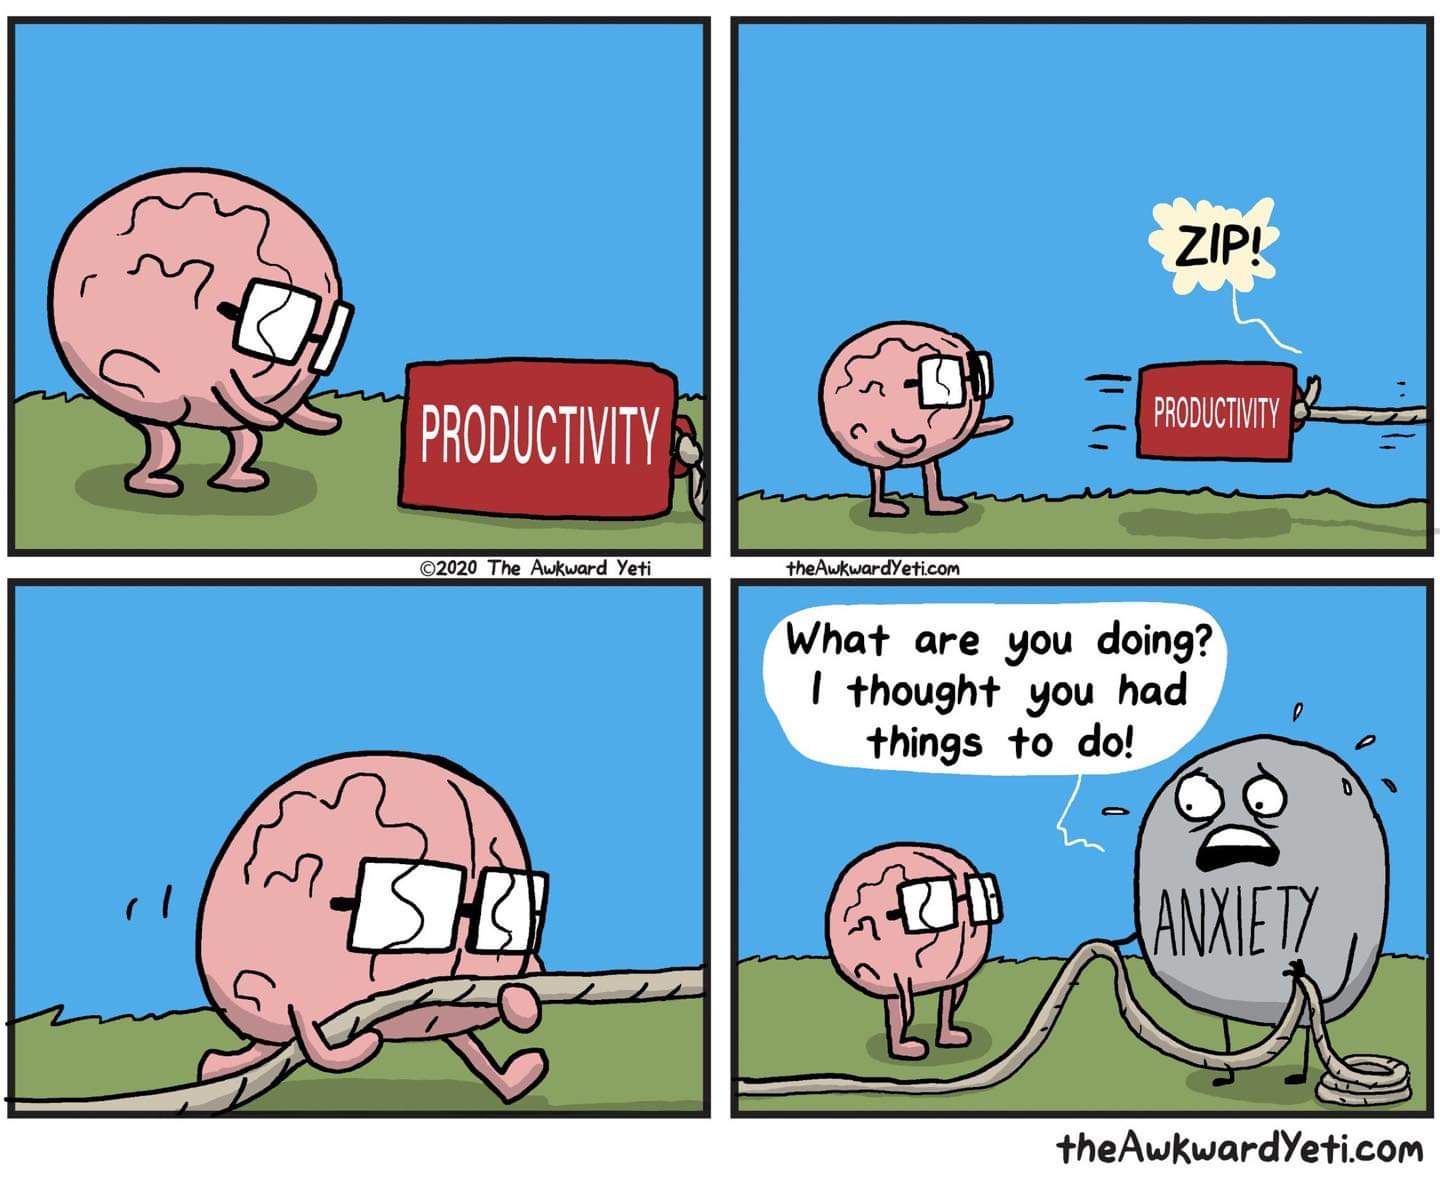 PRODUCTIVITY
ZIP!
PRODUCTIVITY
©2020 The Awkward Yeti
theAwkwardYeti.com
What are you doing?
I thought you had
things to do!
ANXIETY
theAwkwardYeti.com